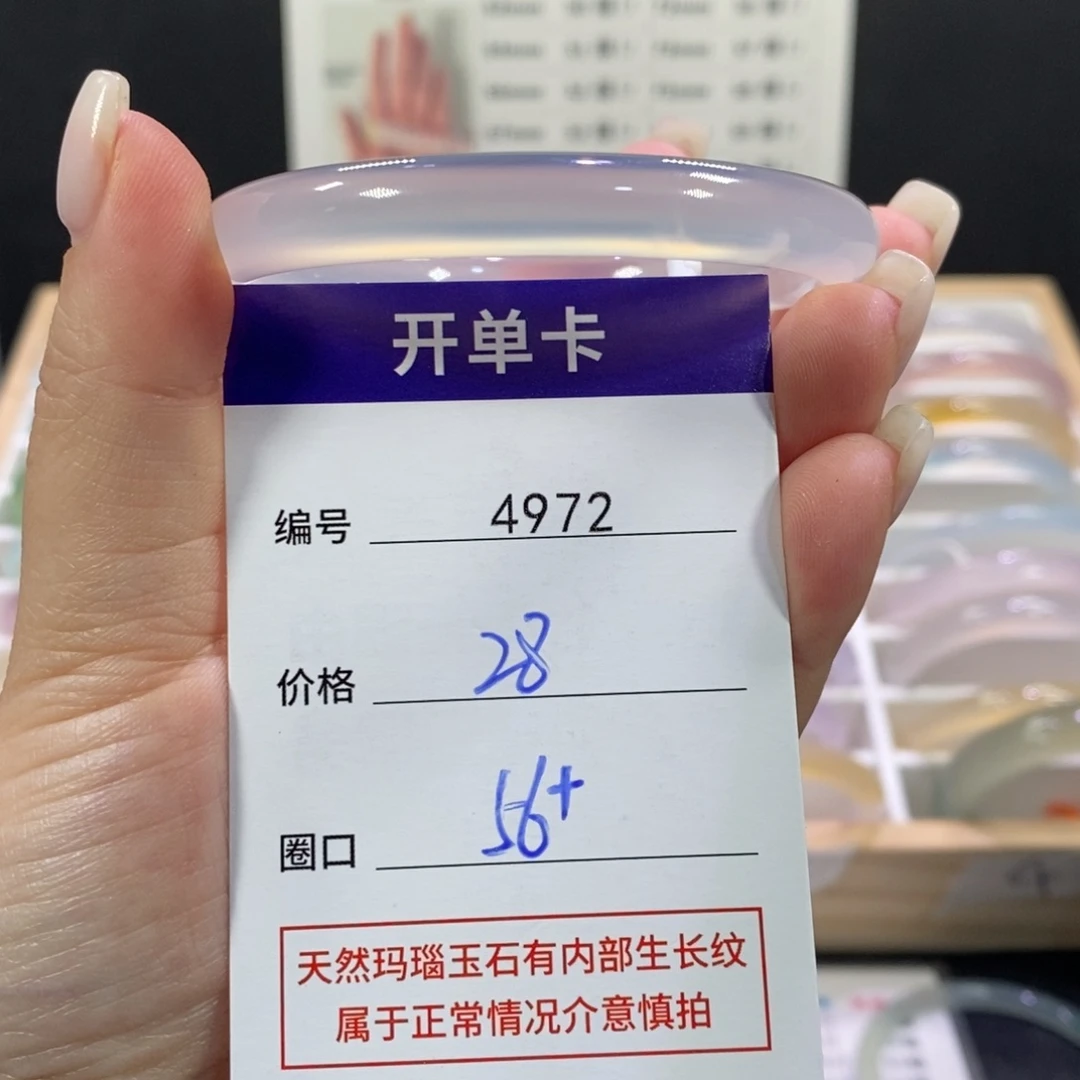 开单卡
编号 4972
价格 28
圈口 56+
天然玛瑙玉石有内部生长纹
属于正常情况介意慎拍